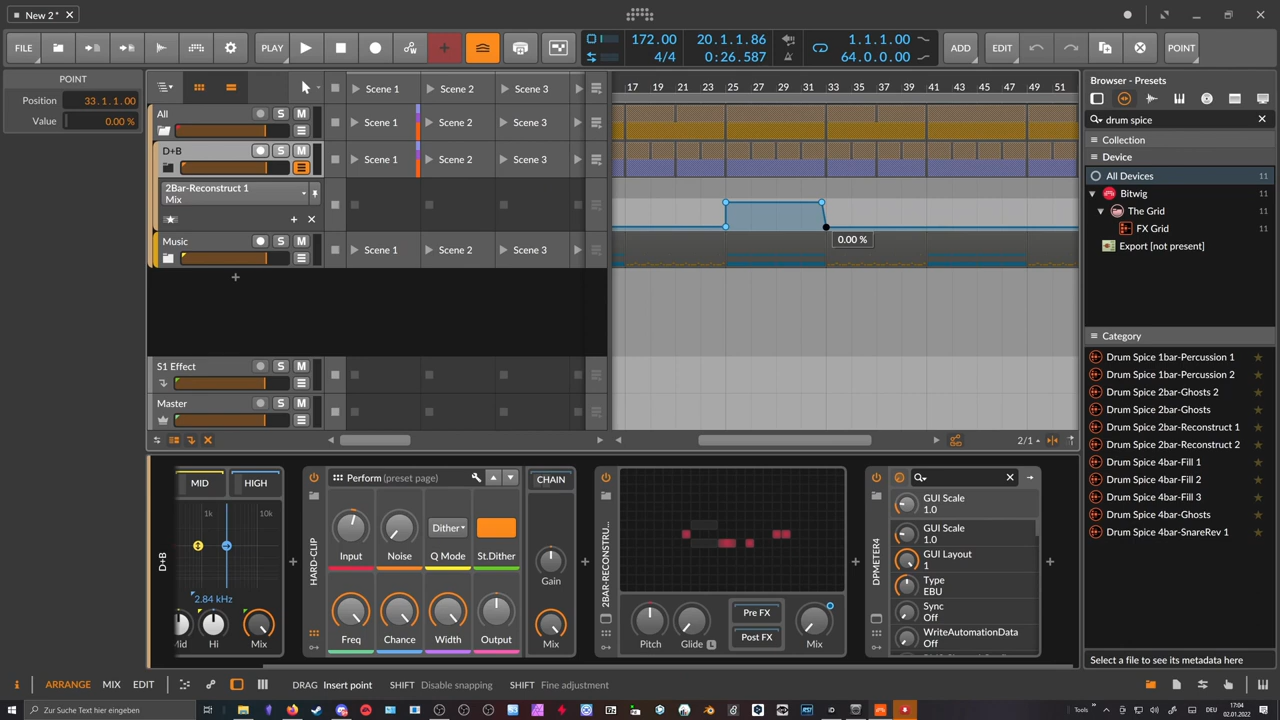 New 2*
FILE
PLAY
172.00
4/4
20.1.1.86
0:26.587
1.1.1.00
64.0.0.00
ADD
EDIT
POINT
POINT
Position 33.1.1.00
Value 0.00 %
Scene 1 Scene 2 Scene 3
17 19 21 23 25 27 29 31 33 35 37 39 41 43 45 47 49 51
All S M
Scene 1 Scene 2 Scene 3
D+B S M
Scene 1 Scene 2 Scene 3
2Bar-Reconstruct 1
Mix
0.00 %
Music S M
Scene 1 Scene 2 Scene 3
S1 Effect S M
Master S M
2/1
Browser - Presets
drum spice
Collection
Device
All Devices 11
Bitwig 11
The Grid 11
FX Grid 11
Export [not present] 11
Category
Drum Spice 1bar-Percussion 1
Drum Spice 1bar-Percussion 2
Drum Spice 2bar-Ghosts 2
Drum Spice 2bar-Ghosts
Drum Spice 2bar-Reconstruct 1
Drum Spice 2bar-Reconstruct 2
Drum Spice 4bar-Fill 1
Drum Spice 4bar-Fill 2
Drum Spice 4bar-Fill 3
Drum Spice 4bar-Ghosts
Drum Spice 4bar-SnareRev 1
Select a file to see its metadata here
D+B
MID HIGH
1k 10k
2.84 kHz
Mid Hi Mix
HARD-CLIP
Perform (preset page)
Input Noise Q Mode St.Dither
Dither
Freq Chance Width Output
CHAIN
Gain
Mix
2BAR-RECONSTRU...
Pitch Glide L
Pre FX
Post FX
Mix
DPMETER4
GUI Scale
1.0
GUI Scale
1.0
GUI Layout
1
Type
EBU
Sync
Off
WriteAutomationData
Off
ARRANGE MIX EDIT
DRAG Insert point SHIFT Disable snapping SHIFT Fine adjustment
Zur Suche Text hier eingeben
Tools
DEU
17:04
02.01.2022